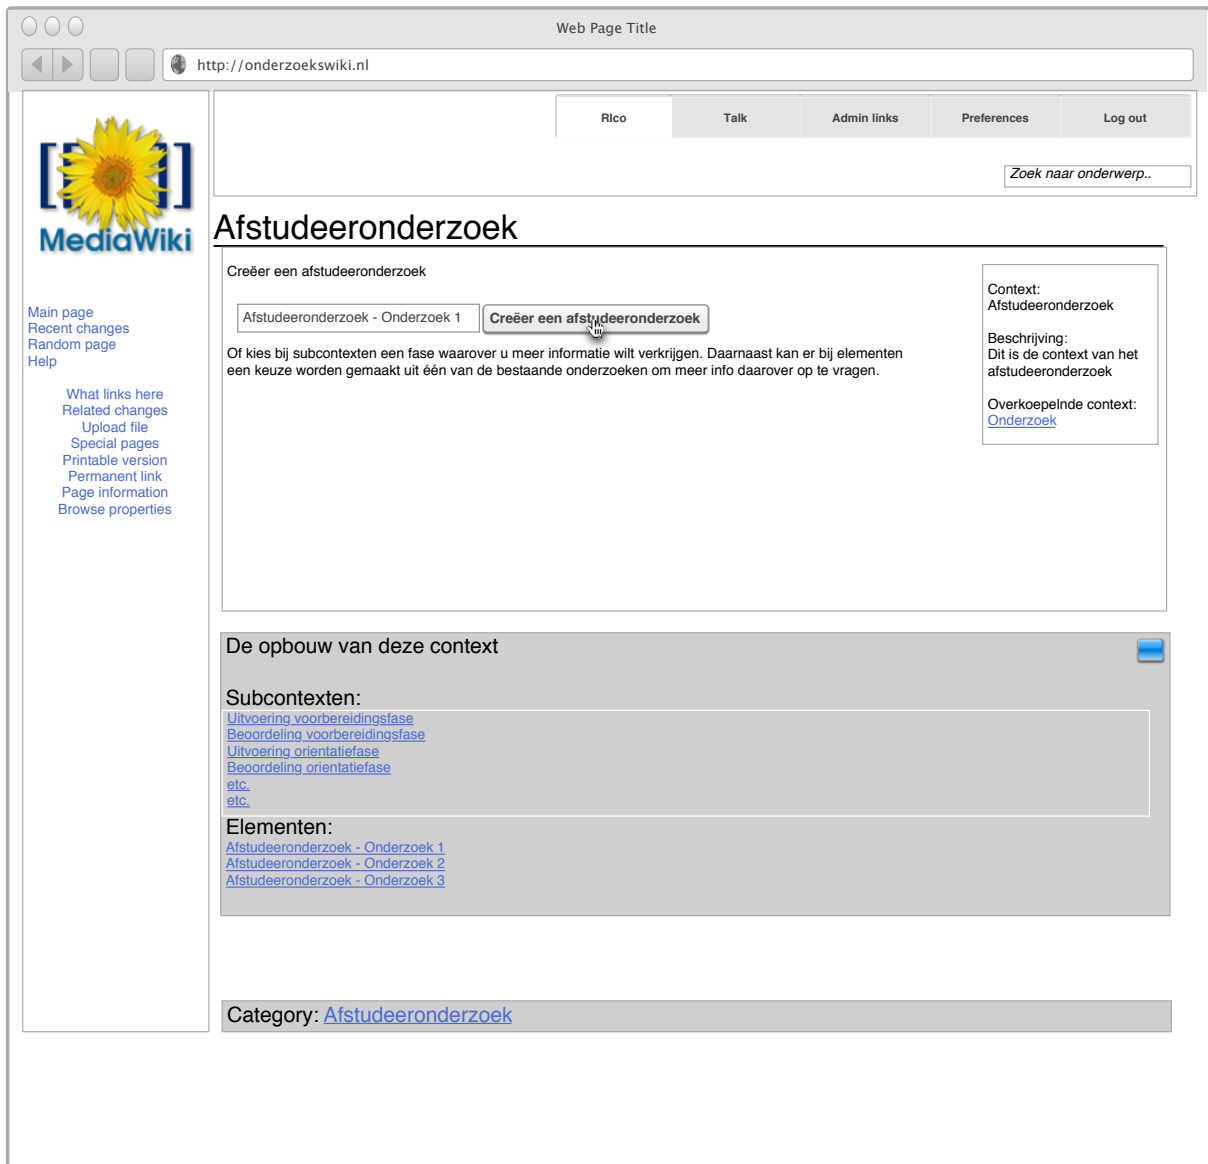 Web Page Title
http://onderzoekswiki.nl
RIco
Talk
Admin links
Preferences
Log out
Zoek naar onderwerp..
MediaWiki
Main page
Recent changes
Random page
Help
What links here
Related changes
Upload file
Special pages
Printable version
Permanent link
Page information
Browse properties
Afstudeeronderzoek
Creëer een afstudeeronderzoek
Afstudeeronderzoek - Onderzoek 1
Creëer een afstudeeronderzoek
Of kies bij subcontexten een fase waarover u meer informatie wilt verkrijgen. Daarnaast kan er bij elementen
een keuze worden gemaakt uit één van de bestaande onderzoeken om meer info daarover op te vragen.
Context:
Afstudeeronderzoek
Beschrijving:
Dit is de context van het
afstudeeronderzoek
Overkoepelnde context:
Onderzoek
De opbouw van deze context
Subcontexten:
Uitvoering voorbereidingsfase
Beoordeling voorbereidingsfase
Uitvoering orientatiefase
Beoordeling orientatiefase
etc.
etc.
Elementen:
Afstudeeronderzoek - Onderzoek 1
Afstudeeronderzoek - Onderzoek 2
Afstudeeronderzoek - Onderzoek 3
Category: Afstudeeronderzoek